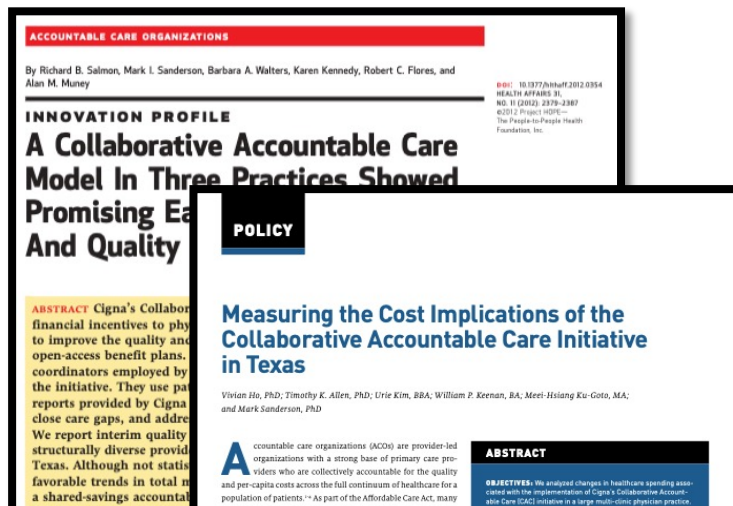 ACCOUNTABLE CARE ORGANIZATIONS
By Richard B. Salmon, Mark I. Sanderson, Barbara A. Walters, Karen Kennedy, Robert C. Flores, and
Alan M. Muney
DOI: 10.1377/hlthaff.2012.0354
HEALTH AFFAIRS 31,
NO. 11 (2012): 2379–2387
©2012 Project HOPE—
The People-to-People Health
Foundation, Inc.
INNOVATION PROFILE
A Collaborative Accountable Care
Model In Three Practices Showed
Promising Ea
And Quality
ABSTRACT Cigna's Collabor
financial incentives to phy
to improve the quality and
open-access benefit plans.
coordinators employed by
the initiative. They use pat
reports provided by Cigna
close care gaps, and addre
We report interim quality
structurally diverse provid
Texas. Although not statis
favorable trends in total m
a shared-savings accountab
POLICY
Measuring the Cost Implications of the
Collaborative Accountable Care Initiative
in Texas
Vivian Ho, PhD; Timothy K. Allen, PhD; Urie Kim, BBA; William P. Keenan, BA; Meei-Hsiang Ku-Goto, MA;
and Mark Sanderson, PhD
Accountable care organizations (ACOs) are provider-led
organizations with a strong base of primary care pro-
viders who are collectively accountable for the quality
and per-capita costs across the full continuum of healthcare for a
population of patients. As part of the Affordable Care Act, many
ABSTRACT
OBJECTIVES: We analyzed changes in healthcare spending asso-
ciated with the implementation of Cigna's Collaborative Account-
able Care (CAC) initiative in a large multi-clinic physician practice.